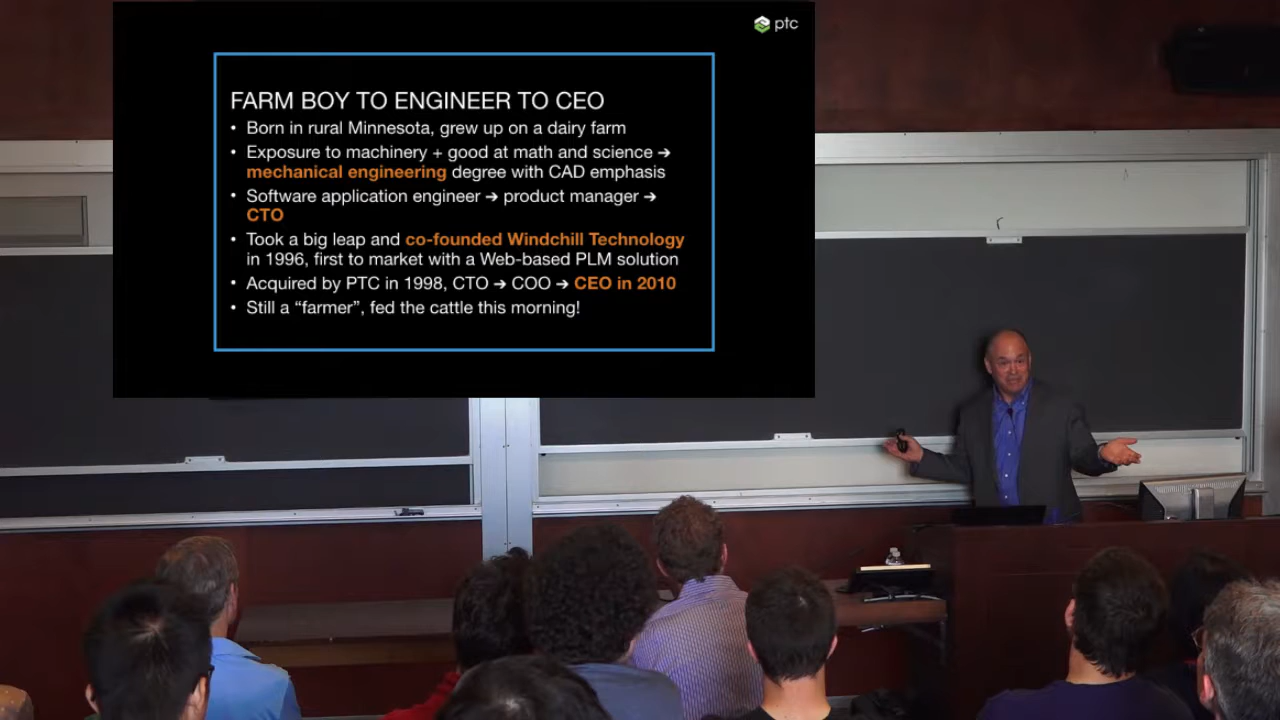 ptc
FARM BOY TO ENGINEER TO CEO
• Born in rural Minnesota, grew up on a dairy farm
• Exposure to machinery + good at math and science →
mechanical engineering degree with CAD emphasis
• Software application engineer → product manager →
CTO
• Took a big leap and co-founded Windchill Technology
in 1996, first to market with a Web-based PLM solution
• Acquired by PTC in 1998, CTO → COO → CEO in 2010
• Still a “farmer”, fed the cattle this morning!